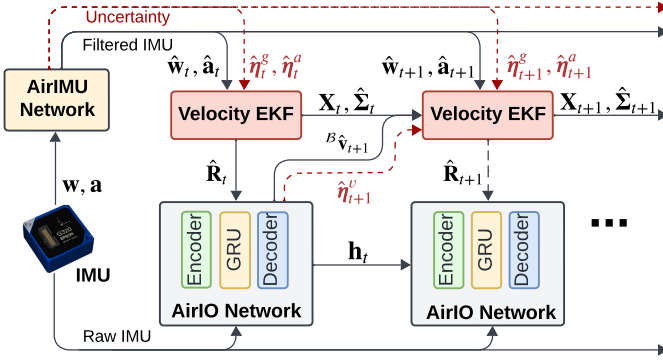 Uncertainty
Filtered IMU
AirIMU
Network
ŵ_t, â_t
η̂^g_t, η̂^a_t
ŵ_{t+1}, â_{t+1}
η̂^g_{t+1}, η̂^a_{t+1}
Velocity EKF
X_t, Σ̂_t
Velocity EKF
X_{t+1}, Σ̂_{t+1}
^B v̂_{t+1}
w, a
R̂_t
η̂^v_{t+1}
R̂_{t+1}
IMU
Encoder
GRU
Decoder
AirIO Network
h_t
Encoder
GRU
Decoder
AirIO Network
...
Raw IMU